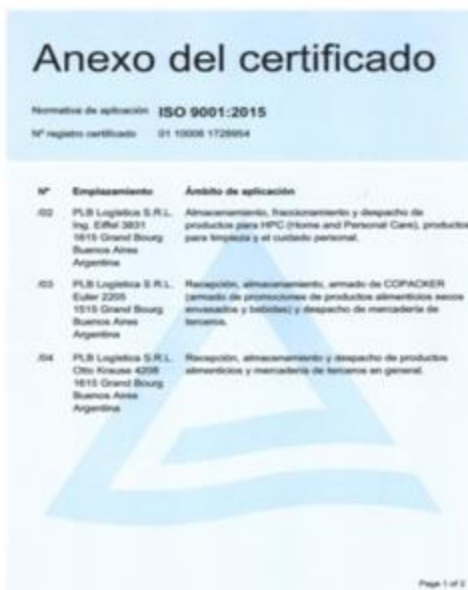 Anexo del certificado
Normativa de aplicación ISO 9001:2015
Nº registro certificado 01 10006 1728954
Nº Emplazamiento Ámbito de aplicación
/02 PLB Logística S.R.L. Almacenamiento, fraccionamiento y despacho de
Ing. Eiffel 3831 productos para HPC (Home and Personal Care), productos
1615 Grand Bourg para limpieza y el cuidado personal.
Buenos Aires
Argentina
/03 PLB Logística S.R.L. Recepción, almacenamiento, armado de COPACKER
Euler 2205 (armado de promociones de productos alimenticios secos
1515 Grand Bourg envasados y bebidas) y despacho de mercadería de
Buenos Aires terceros.
Argentina
/04 PLB Logística S.R.L. Recepción, almacenamiento y despacho de productos
Otto Krause 4208 alimenticios y mercadería de terceros en general.
1615 Grand Bourg
Buenos Aires
Argentina
Page 1 of 2